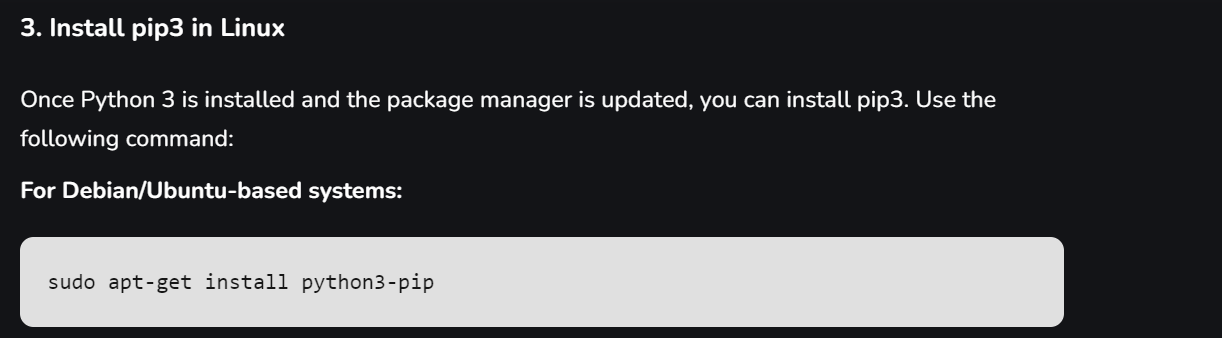 3. Install pip3 in Linux
Once Python 3 is installed and the package manager is updated, you can install pip3. Use the
following command:
For Debian/Ubuntu-based systems:
sudo apt-get install python3-pip